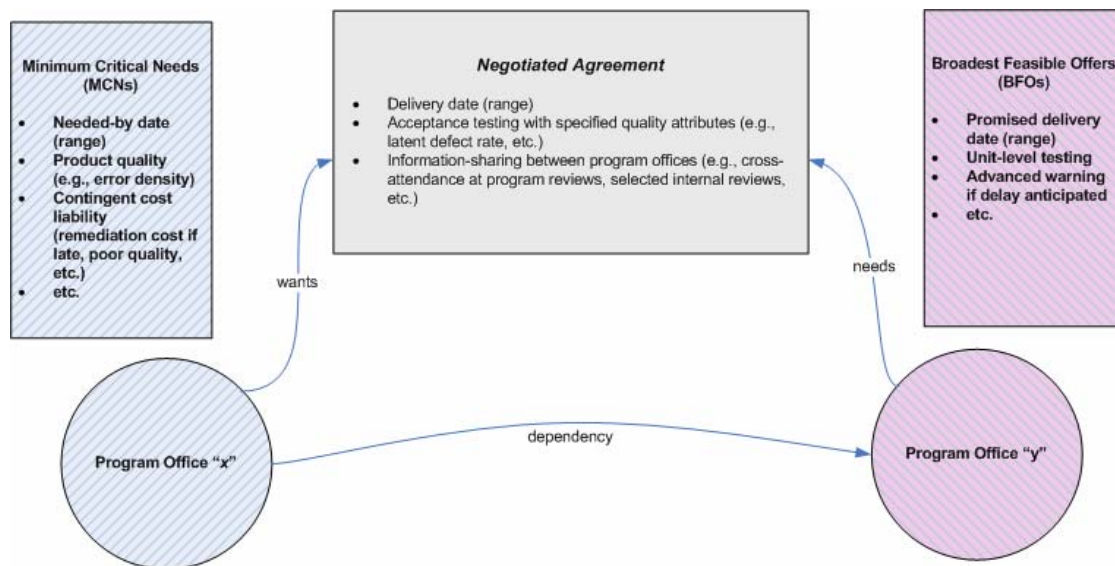 Minimum Critical Needs
(MCNs)
• Needed-by date
(range)
• Product quality
(e.g., error density)
• Contingent cost
liability
(remediation cost if
late, poor quality,
etc.)
• etc.
Negotiated Agreement
• Delivery date (range)
• Acceptance testing with specified quality attributes (e.g.,
latent defect rate, etc.)
• Information-sharing between program offices (e.g., cross-
attendance at program reviews, selected internal reviews,
etc.)
Broadest Feasible Offers
(BFOs)
• Promised delivery
date (range)
• Unit-level testing
• Advanced warning
if delay anticipated
• etc.
wants
needs
dependency
Program Office “x”
Program Office “y”